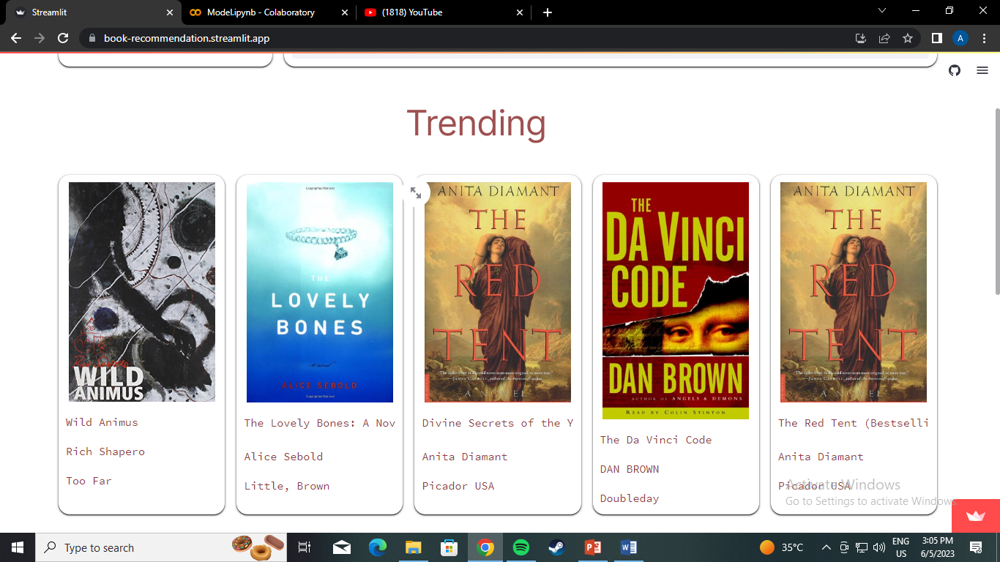 Streamlit
Model.ipynb - Colaboratory
(1818) YouTube
book-recommendation.streamlit.app
A
Trending
WILD
ANIMUS
Wild Animus
Rich Shapero
Too Far
THE
LOVELY
BONES
ALICE SEBOLD
The Lovely Bones: A Nov
Alice Sebold
Little, Brown
ANITA DIAMANT
THE
RED
TENT
A NOVEL
Divine Secrets of the Y
Anita Diamant
Picador USA
THE
DA VINCI
CODE
DAN BROWN
AUTHOR OF ANGELS & DEMONS
READ BY COLIN STINTON
The Da Vinci Code
DAN BROWN
Doubleday
ANITA DIAMANT
THE
RED
TENT
A NOVEL
The Red Tent (Bestselli
Anita Diamant
Picador USA
Activate Windows
Go to Settings to activate Windows.
Type to search
35°C
ENG
US
3:05 PM
6/5/2023